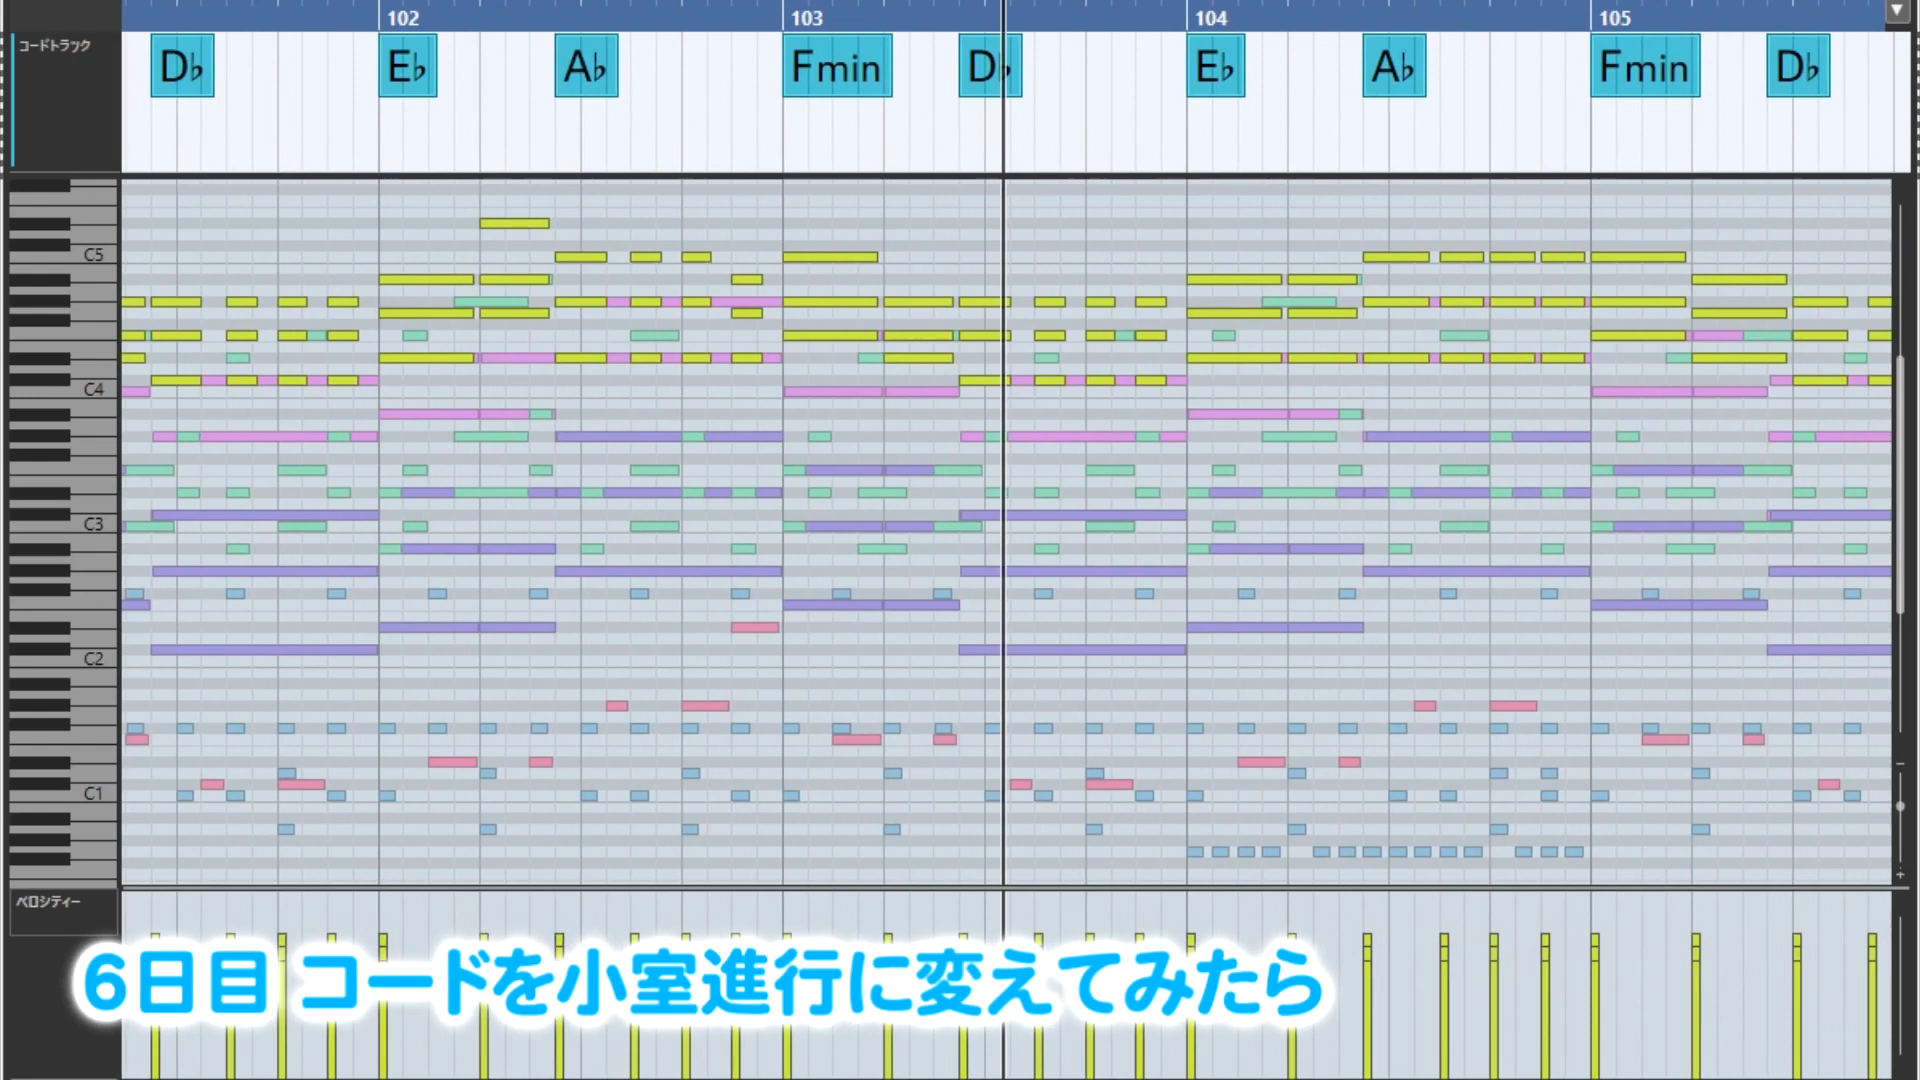 102 103 104 105
コードトラック
D♭ E♭ A♭ Fmin D♭ E♭ A♭ Fmin D♭
C5
C4
C3
C2
C1
ベロシティー
6日目 コードを小室進行に変えてみたら